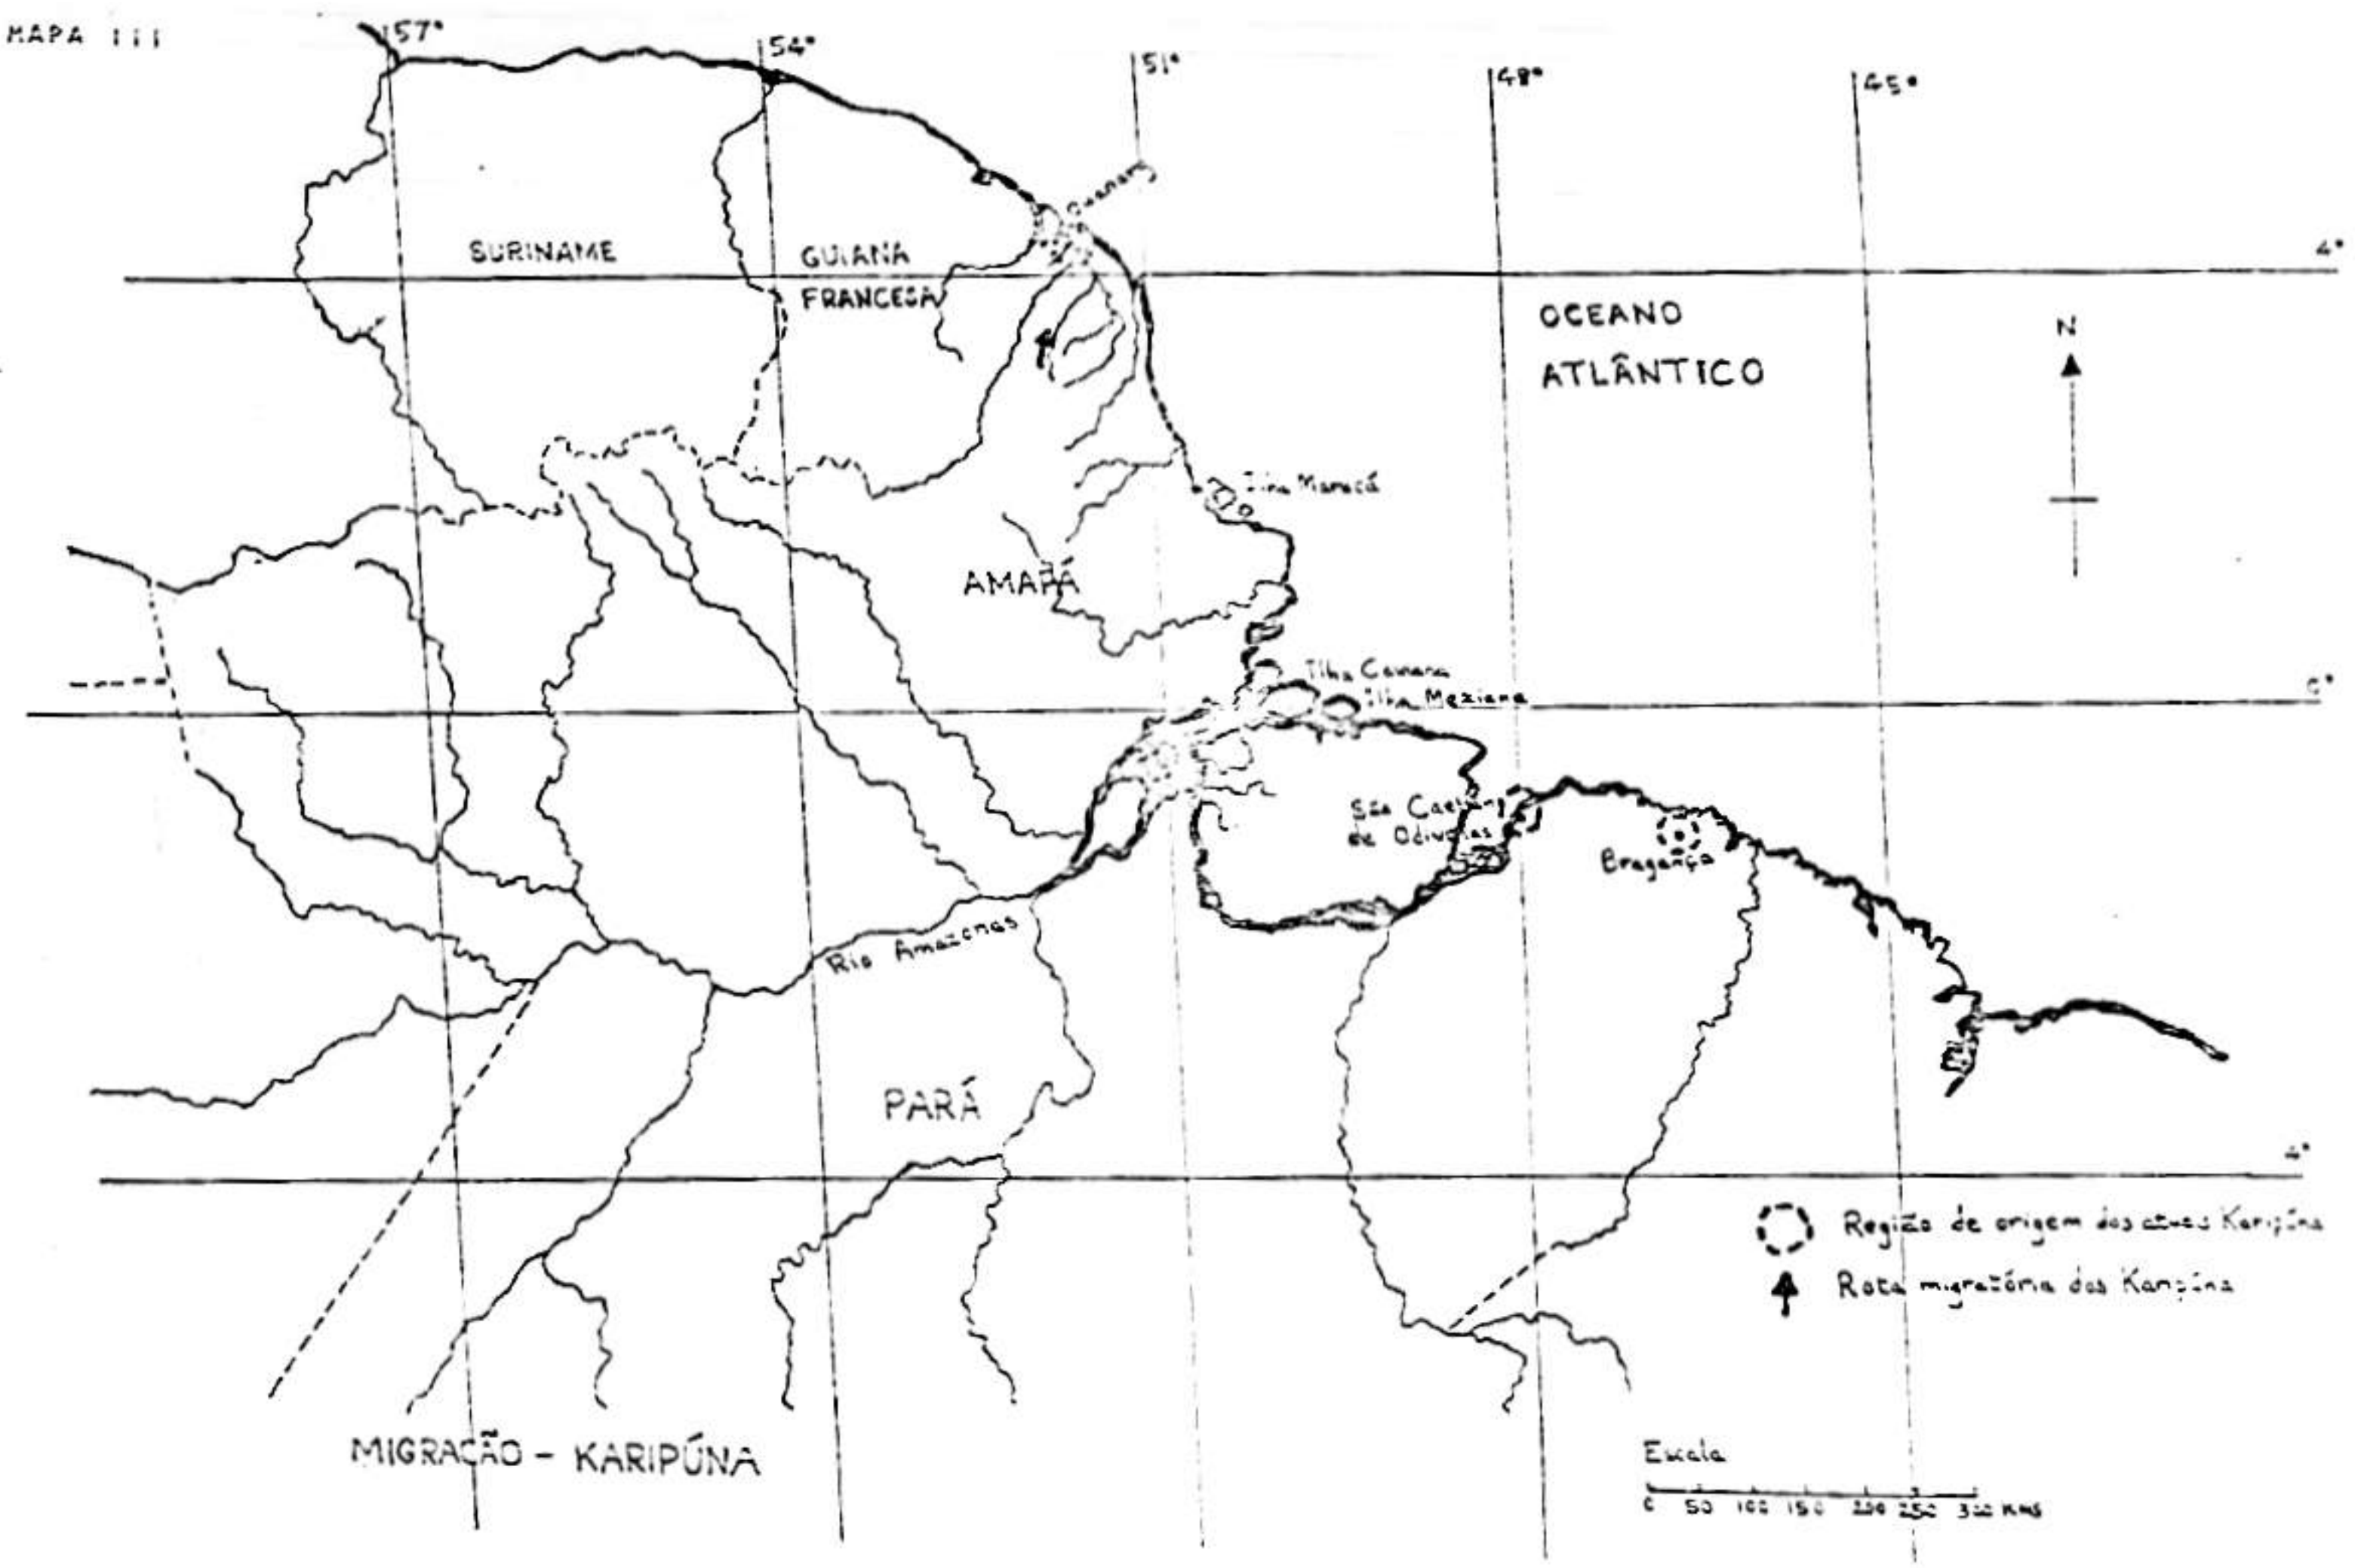 MAPA III
57°
54°
51°
48°
45°
SURINAME
GUIANA
FRANCESA
4°
OCEANO
ATLÂNTICO
N
Ilha Maracá
AMAPÁ
Ilha Caviana
Ilha Mexiana
0°
São Caetano
de Odivelas
Bragança
Rio Amazonas
PARÁ
4°
Região de origem dos atuais Karipúna
Rota migratória dos Karipúna
MIGRAÇÃO - KARIPÚNA
Escala
0 50 100 150 200 250 300 Kms